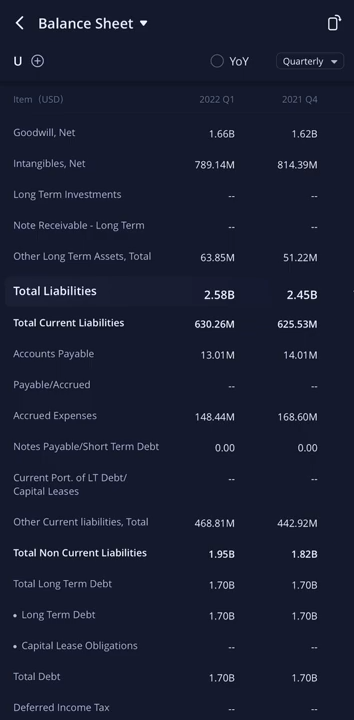 Balance Sheet
U YoY Quarterly
Item (USD) 2022 Q1 2021 Q4
Goodwill, Net 1.66B 1.62B
Intangibles, Net 789.14M 814.39M
Long Term Investments -- --
Note Receivable - Long Term -- --
Other Long Term Assets, Total 63.85M 51.22M
Total Liabilities 2.58B 2.45B
Total Current Liabilities 630.26M 625.53M
Accounts Payable 13.01M 14.01M
Payable/Accrued -- --
Accrued Expenses 148.44M 168.60M
Notes Payable/Short Term Debt 0.00 0.00
Current Port. of LT Debt/ -- --
Capital Leases
Other Current liabilities, Total 468.81M 442.92M
Total Non Current Liabilities 1.95B 1.82B
Total Long Term Debt 1.70B 1.70B
• Long Term Debt 1.70B 1.70B
• Capital Lease Obligations -- --
Total Debt 1.70B 1.70B
Deferred Income Tax -- --